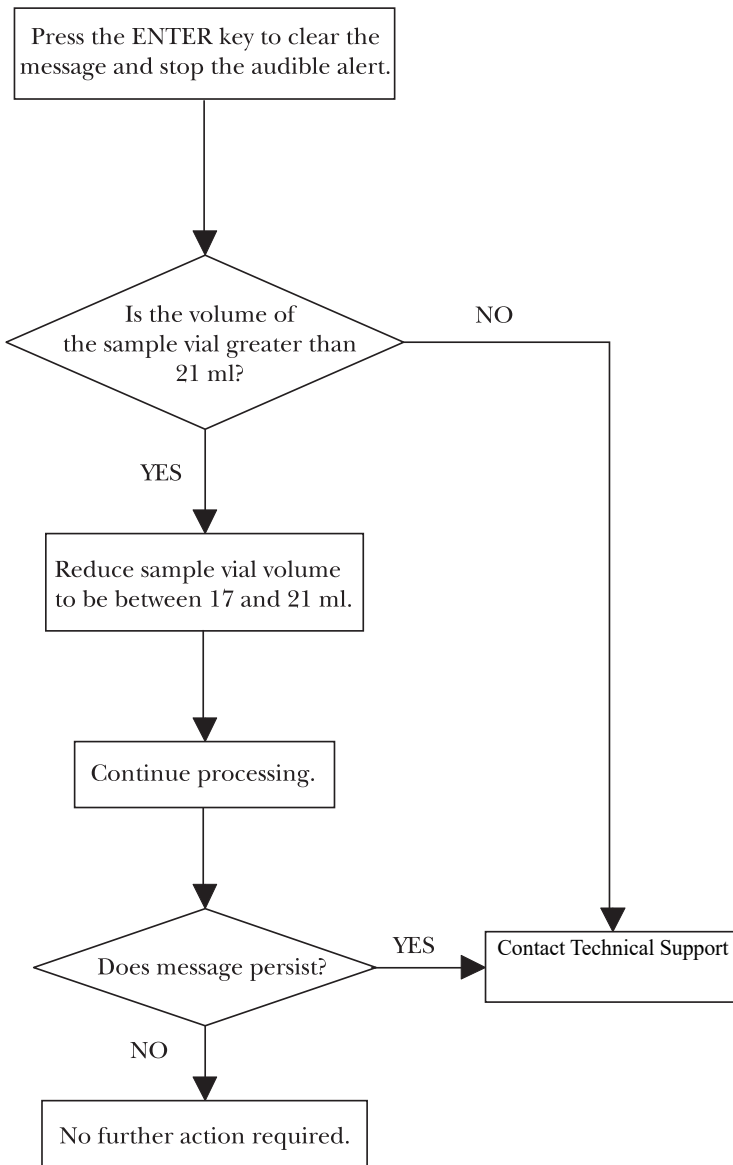 Press the ENTER key to clear the
message and stop the audible alert.
Is the volume of
the sample vial greater than
21 ml?
NO
YES
Reduce sample vial volume
to be between 17 and 21 ml.
Continue processing.
Does message persist?
YES
Contact Technical Support
NO
No further action required.